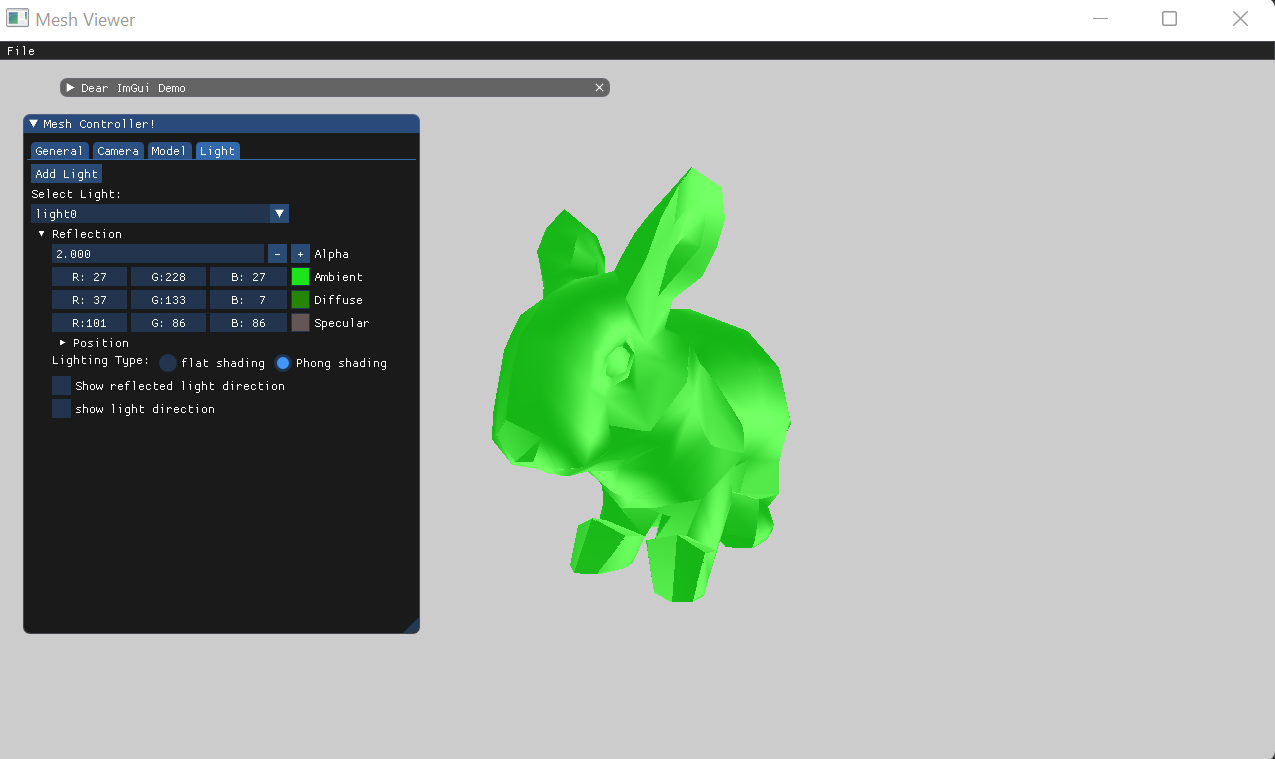 Mesh Viewer
File
Dear ImGui Demo
Mesh Controller!
General Camera Model Light
Add Light
Select Light:
light0
Reflection
2.000 - + Alpha
R: 27 G:228 B: 27 Ambient
R: 37 G:133 B: 7 Diffuse
R:101 G: 86 B: 86 Specular
Position
Lighting Type: flat shading Phong shading
Show reflected light direction
show light direction